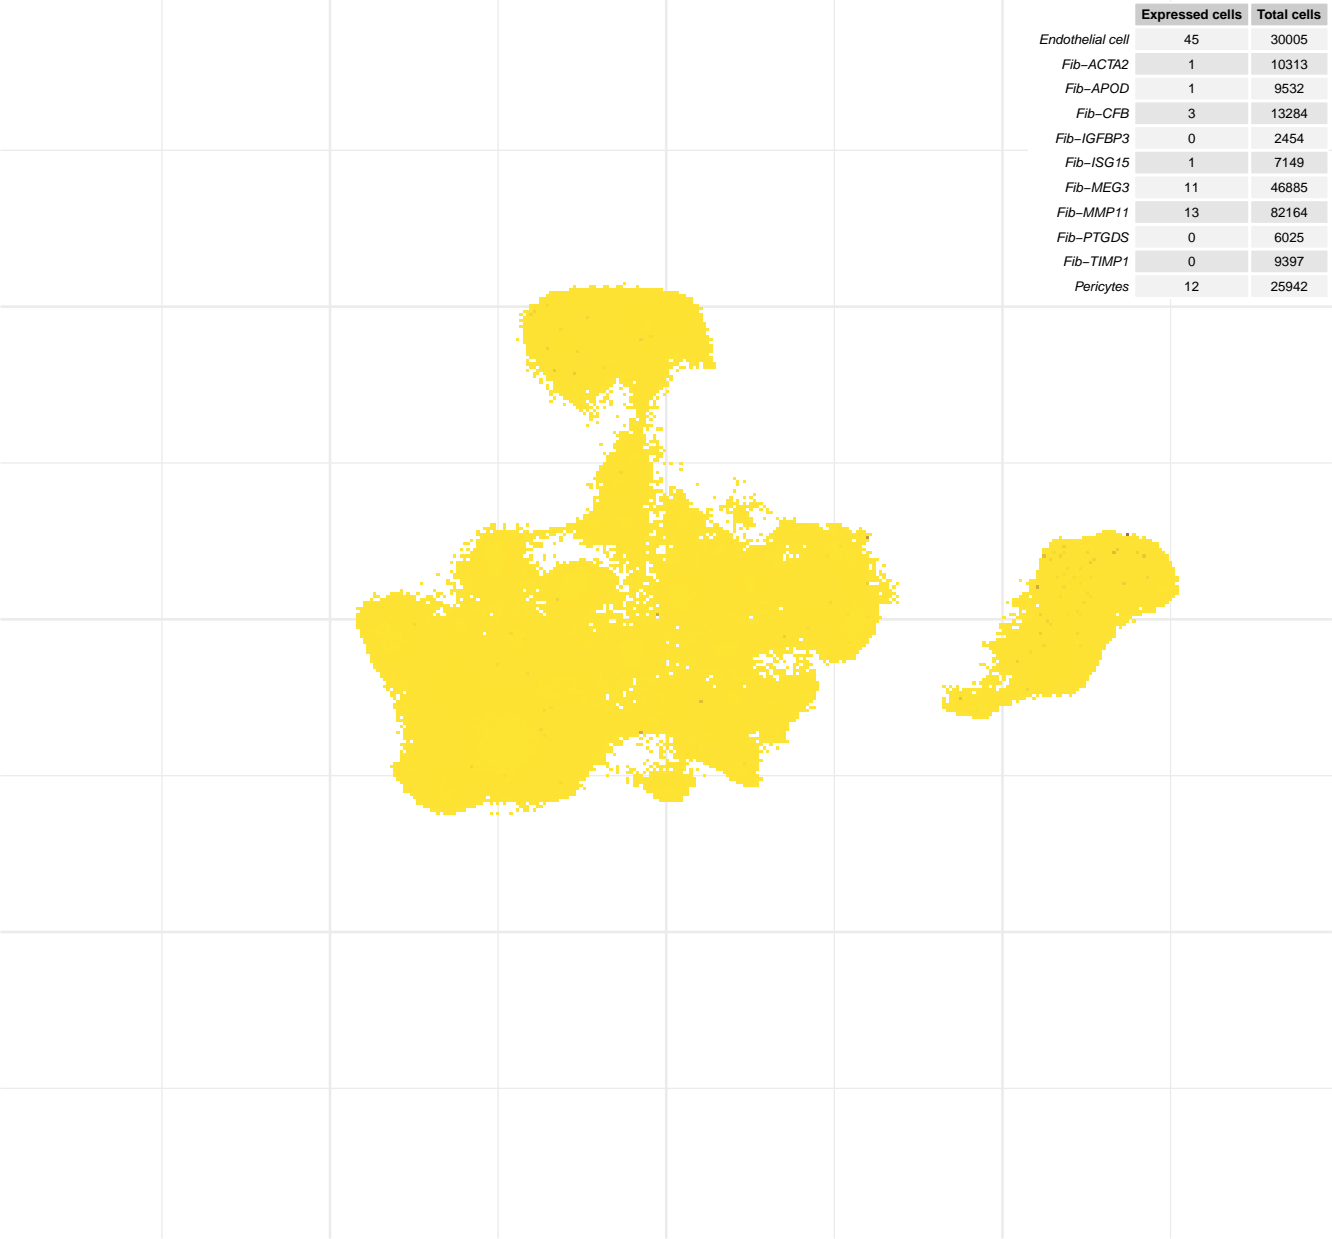 Expressed cells Total cells
Endothelial cell 45 30005
Fib−ACTA2 1 10313
Fib−APOD 1 9532
Fib−CFB 3 13284
Fib−IGFBP3 0 2454
Fib−ISG15 1 7149
Fib−MEG3 11 46885
Fib−MMP11 13 82164
Fib−PTGDS 0 6025
Fib−TIMP1 0 9397
Pericytes 12 25942